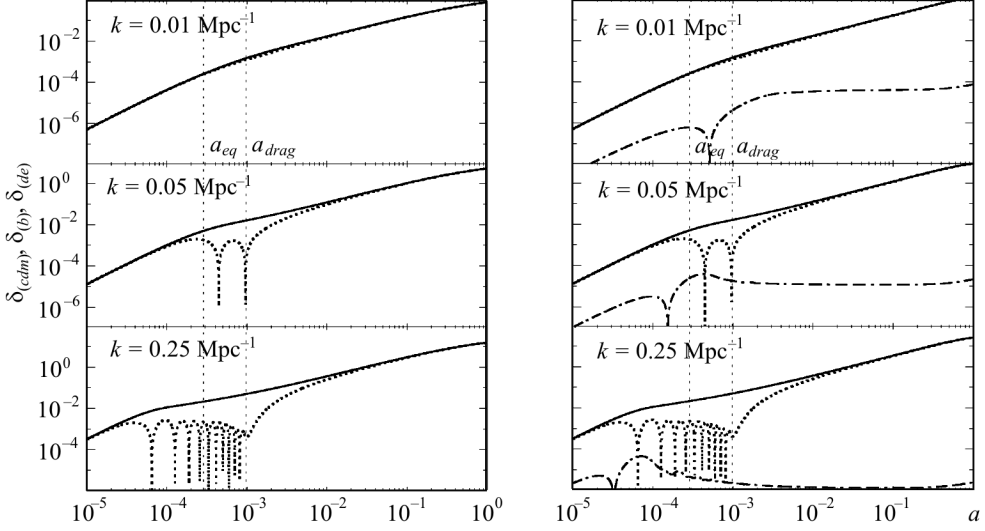 k = 0.01 Mpc⁻¹
10⁻²
10⁻⁴
10⁻⁶
a_eq a_drag
k = 0.05 Mpc⁻¹
10⁰
10⁻²
10⁻⁴
10⁻⁶
k = 0.25 Mpc⁻¹
10⁰
10⁻²
10⁻⁴
δ(cdm), δ(b), δ(de)
10⁻⁵ 10⁻⁴ 10⁻³ 10⁻² 10⁻¹ 10⁰
k = 0.01 Mpc⁻¹
a_eq a_drag
k = 0.05 Mpc⁻¹
k = 0.25 Mpc⁻¹
10⁻⁵ 10⁻⁴ 10⁻³ 10⁻² 10⁻¹ a